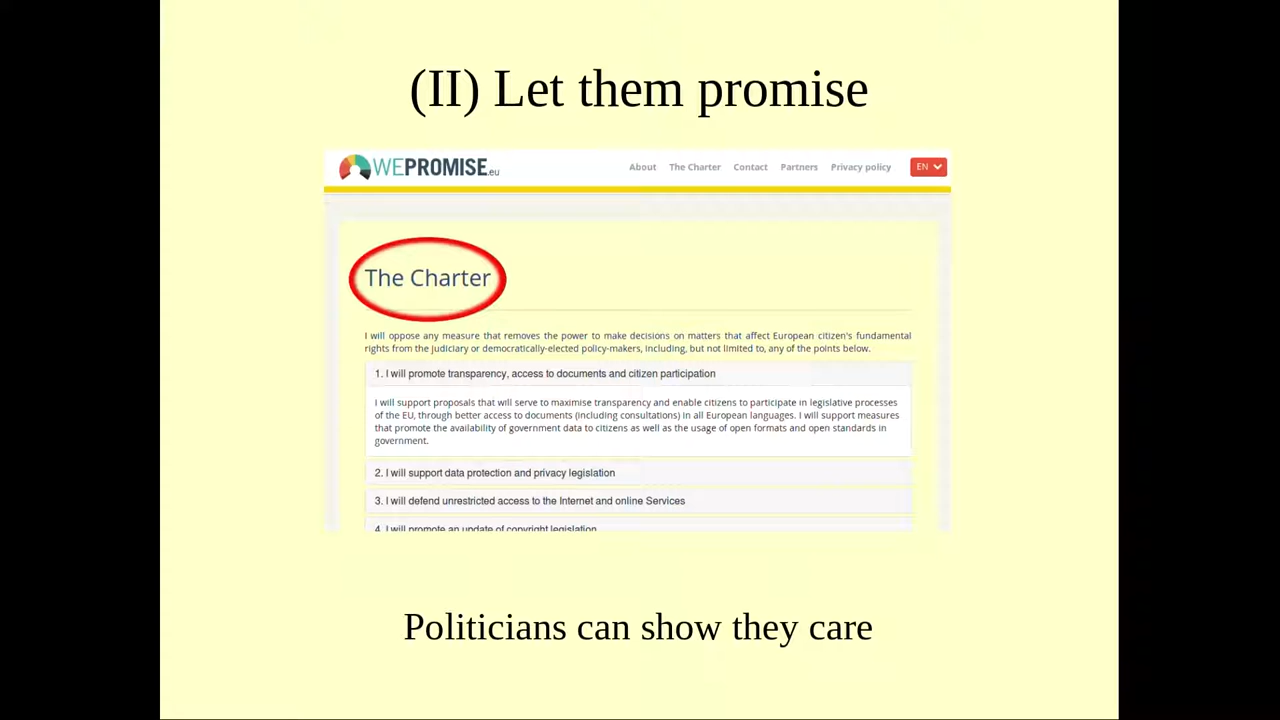 (II) Let them promise
WEPROMISE.eu
About The Charter Contact Partners Privacy policy EN
The Charter
I will oppose any measure that removes the power to make decisions on matters that affect European citizen's fundamental
rights from the judiciary or democratically-elected policy-makers, including, but not limited to, any of the points below.
1. I will promote transparency, access to documents and citizen participation
I will support proposals that will serve to maximise transparency and enable citizens to participate in legislative processes
of the EU, through better access to documents (including consultations) in all European languages. I will support measures
that promote the availability of government data to citizens as well as the usage of open formats and open standards in
government.
2. I will support data protection and privacy legislation
3. I will defend unrestricted access to the Internet and online Services
4. I will promote an update of copyright legislation
Politicians can show they care